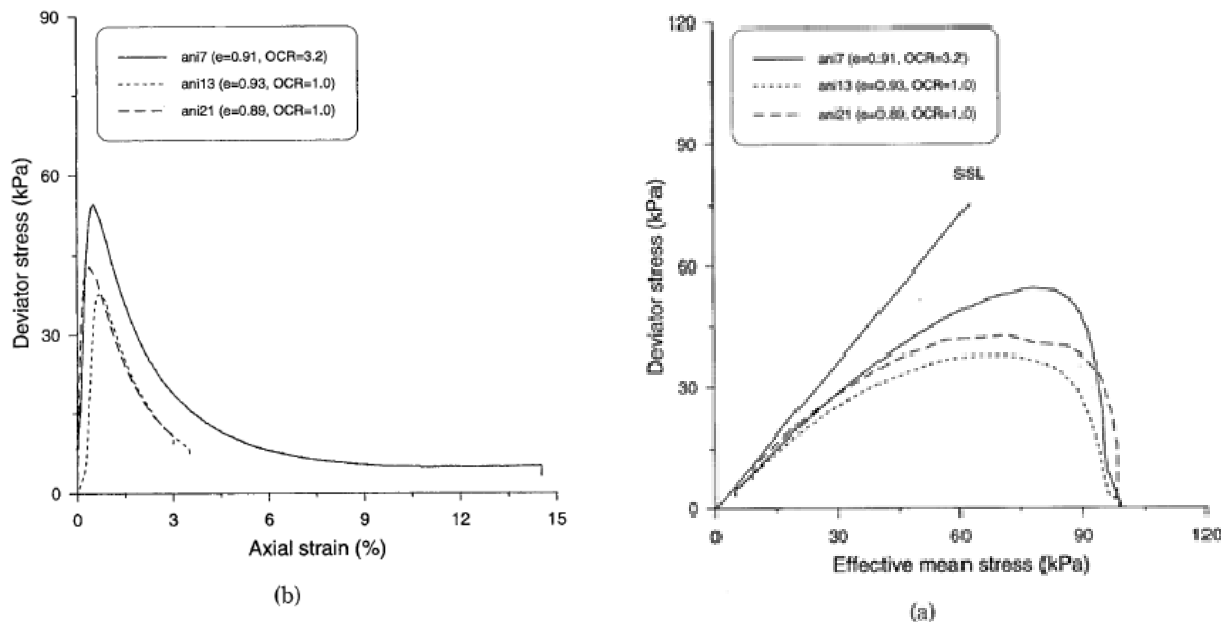 90
60
30
0
Deviator stress (kPa)
ani7 (e=0.91, OCR=3.2)
ani13 (e=0.93, OCR=1.0)
ani21 (e=0.89, OCR=1.0)
0
3
6
9
12
15
Axial strain (%)
(b)
120
90
60
30
0
Deviator stress (kPa)
ani7 (e=0.91, OCR=3.2)
ani13 (e=0.93, OCR=1.0)
ani21 (e=0.89, OCR=1.0)
SSL
0
30
60
90
120
Effective mean stress (kPa)
(a)